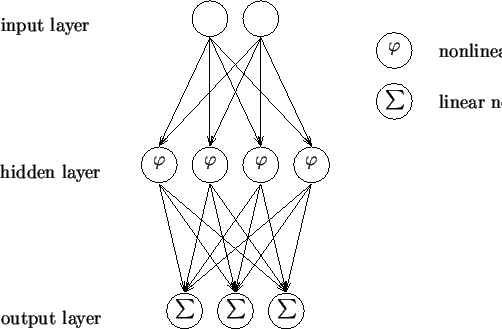 input layer
φ nonlinea
∑ linear n
hidden layer
φ φ φ φ
output layer
∑ ∑ ∑